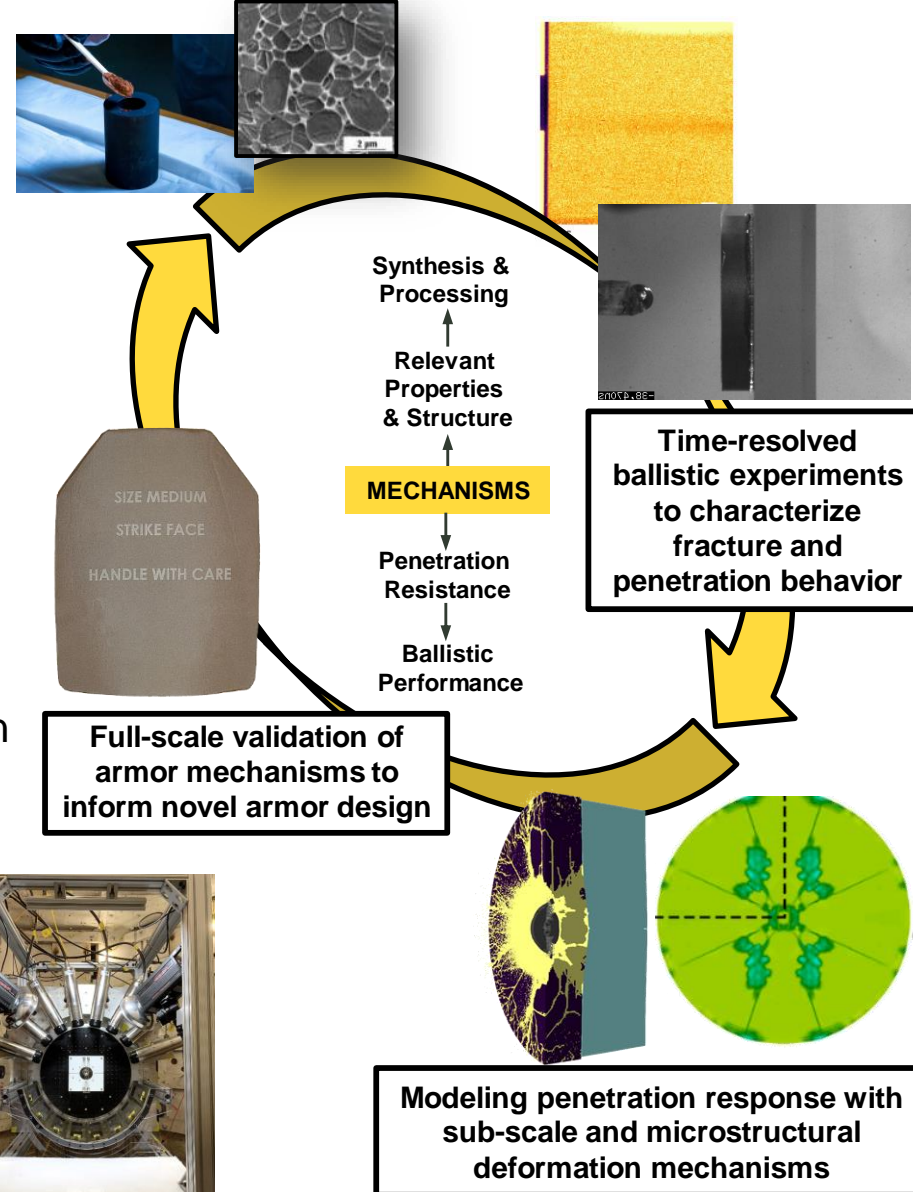 2 μm
Synthesis &
Processing
Relevant
Properties
& Structure
MECHANISMS
Penetration
Resistance
Ballistic
Performance
-38,470ns
Time-resolved
ballistic experiments
to characterize
fracture and
penetration behavior
SIZE MEDIUM
STRIKE FACE
HANDLE WITH CARE
Full-scale validation of
armor mechanisms to
inform novel armor design
Modeling penetration response with
sub-scale and microstructural
deformation mechanisms